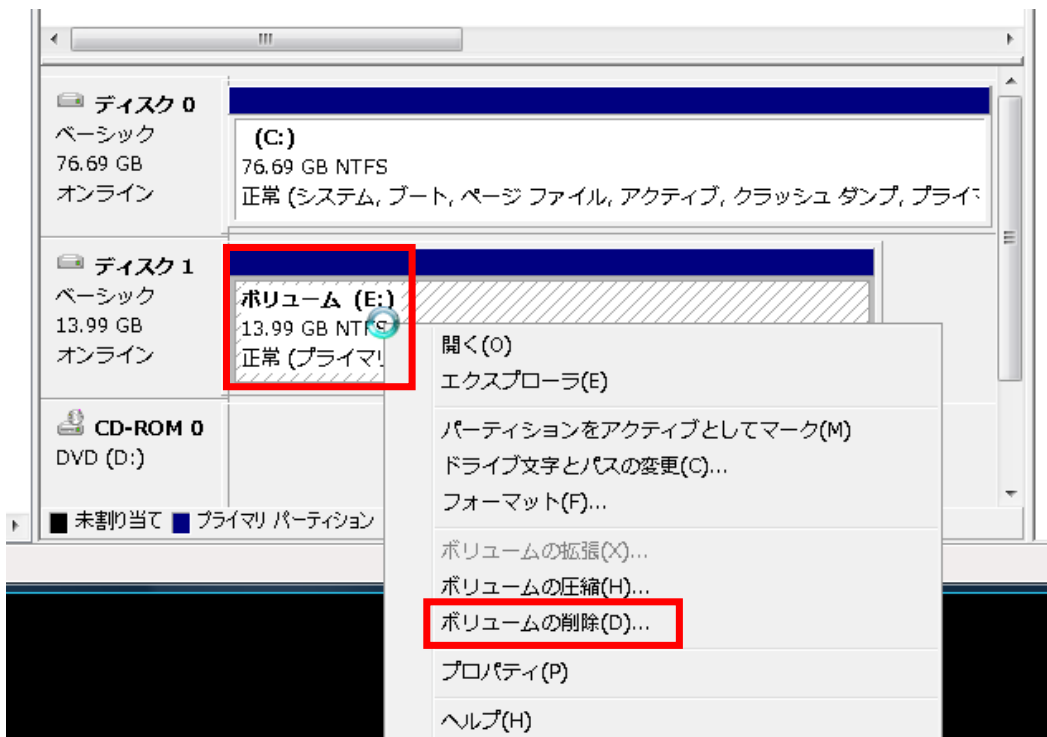 ディスク 0
ベーシック
76.69 GB
オンライン
(C:)
76.69 GB NTFS
正常 (システム, ブート, ページ ファイル, アクティブ, クラッシュ ダンプ, プライ
ディスク 1
ベーシック
13.99 GB
オンライン
ボリューム (E:)
13.99 GB NTFS
正常 (プライマリ
CD-ROM 0
DVD (D:)
未割り当て プライマリ パーティション
開く(O)
エクスプローラ(E)
パーティションをアクティブとしてマーク(M)
ドライブ文字とパスの変更(C)...
フォーマット(F)...
ボリュームの拡張(X)...
ボリュームの圧縮(H)...
ボリュームの削除(D)...
プロパティ(P)
ヘルプ(H)